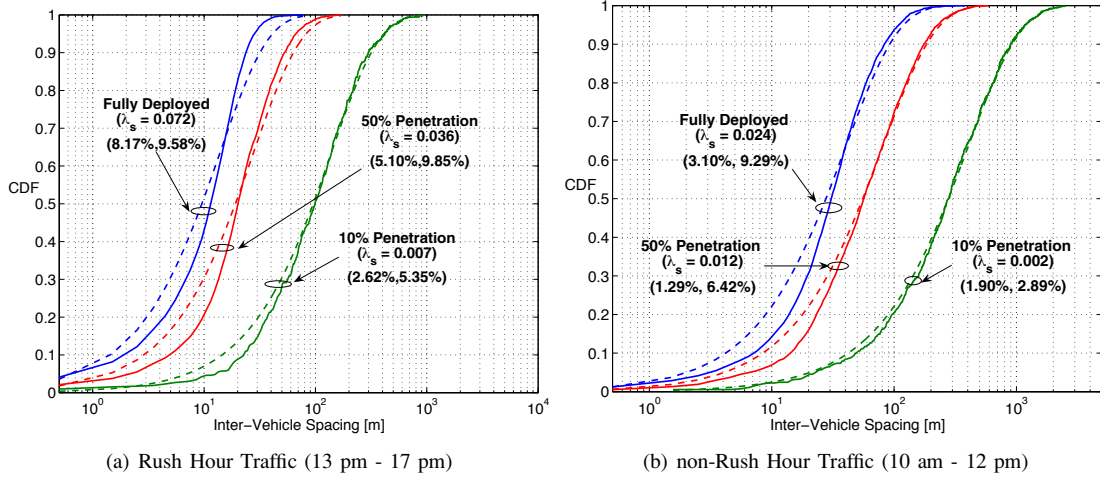 1
0.9
0.8
0.7
0.6
0.5
0.4
0.3
0.2
0.1
0
CDF
Fully Deployed
(λs = 0.072)
(8.17%,9.58%)
50% Penetration
(λs = 0.036)
(5.10%,9.85%)
10% Penetration
(λs = 0.007)
(2.62%,5.35%)
10^0 10^1 10^2 10^3 10^4
Inter−Vehicle Spacing [m]
(a) Rush Hour Traffic (13 pm - 17 pm)
1
0.9
0.8
0.7
0.6
0.5
0.4
0.3
0.2
0.1
0
CDF
Fully Deployed
(λs = 0.024)
(3.10%, 9.29%)
50% Penetration
(λs = 0.012)
(1.29%, 6.42%)
10% Penetration
(λs = 0.002)
(1.90%, 2.89%)
10^0 10^1 10^2 10^3
Inter−Vehicle Spacing [m]
(b) non-Rush Hour Traffic (10 am - 12 pm)